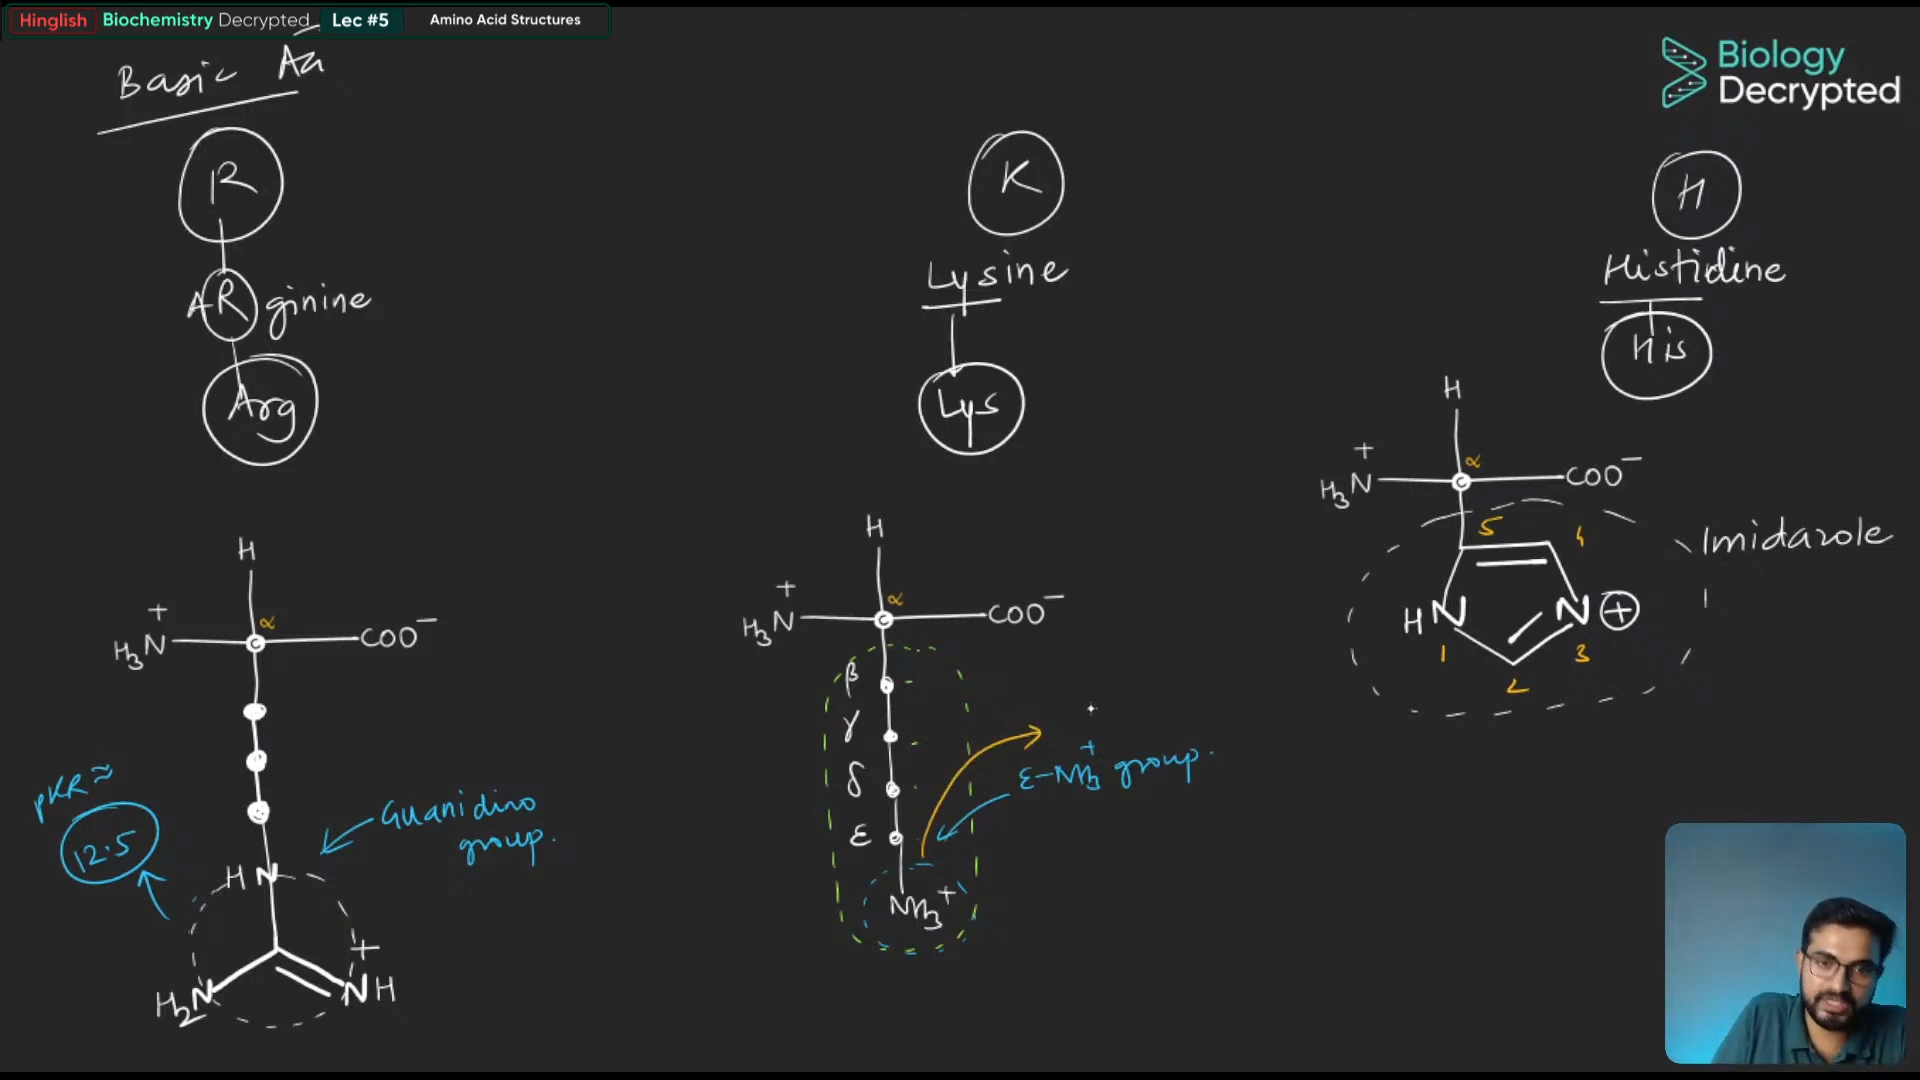 Hinglish Biochemistry Decrypted Lec #5 Amino Acid Structures
Biology
Decrypted
Basic Aa
R
ARginine
Arg
H
H₃N⁺ C α COO⁻
HN
H₂N NH⁺
pKR ≈
12.5
Guanidino
group.
K
Lysine
Lys
H
H₃N⁺ C α COO⁻
β
γ
δ
ε
NH₃⁺
ε-NH₃⁺ group.
H
Histidine
His
H
H₃N⁺ C α COO⁻
5 4
HN N ⊕
1 3
2
Imidazole